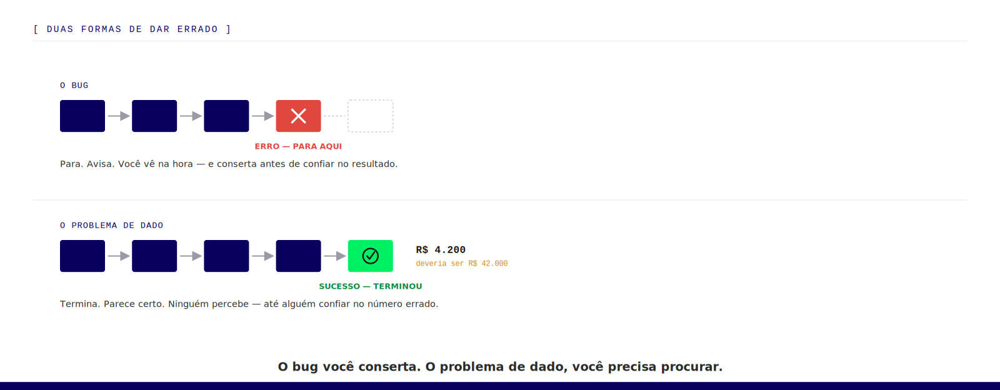 [ DUAS FORMAS DE DAR ERRADO ]
O BUG
ERRO — PARA AQUI
Para. Avisa. Você vê na hora — e conserta antes de confiar no resultado.
O PROBLEMA DE DADO
R$ 4.200
deveria ser R$ 42.000
SUCESSO — TERMINOU
Termina. Parece certo. Ninguém percebe — até alguém confiar no número errado.
O bug você conserta. O problema de dado, você precisa procurar.